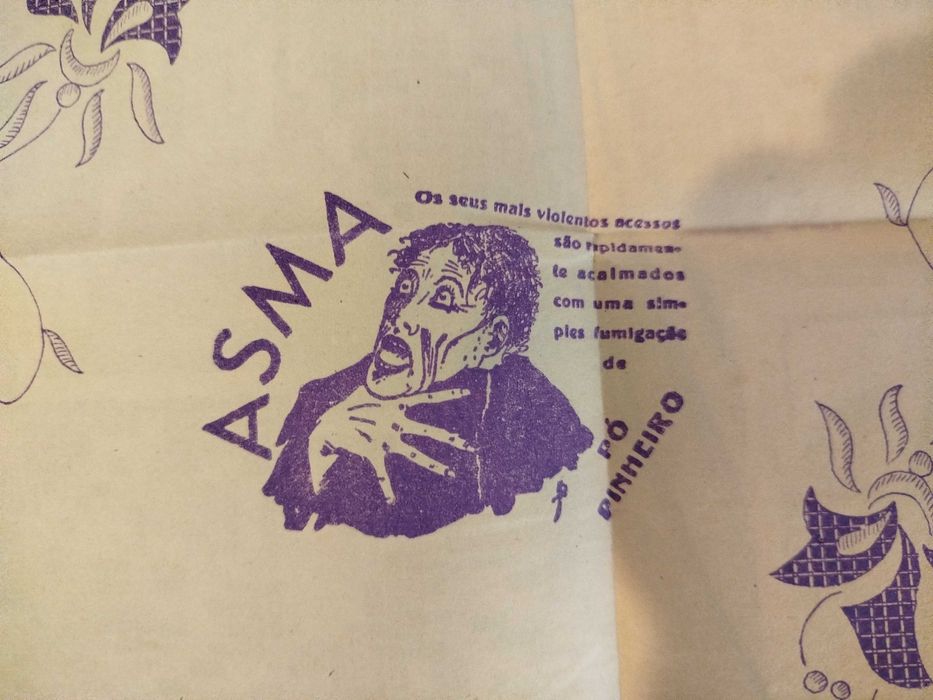 ASMA
Os seus mais violentos acessos
são rapidamen-
te acalmados
com uma sim-
ples fumigação
de
PÓ
PINHEIRO